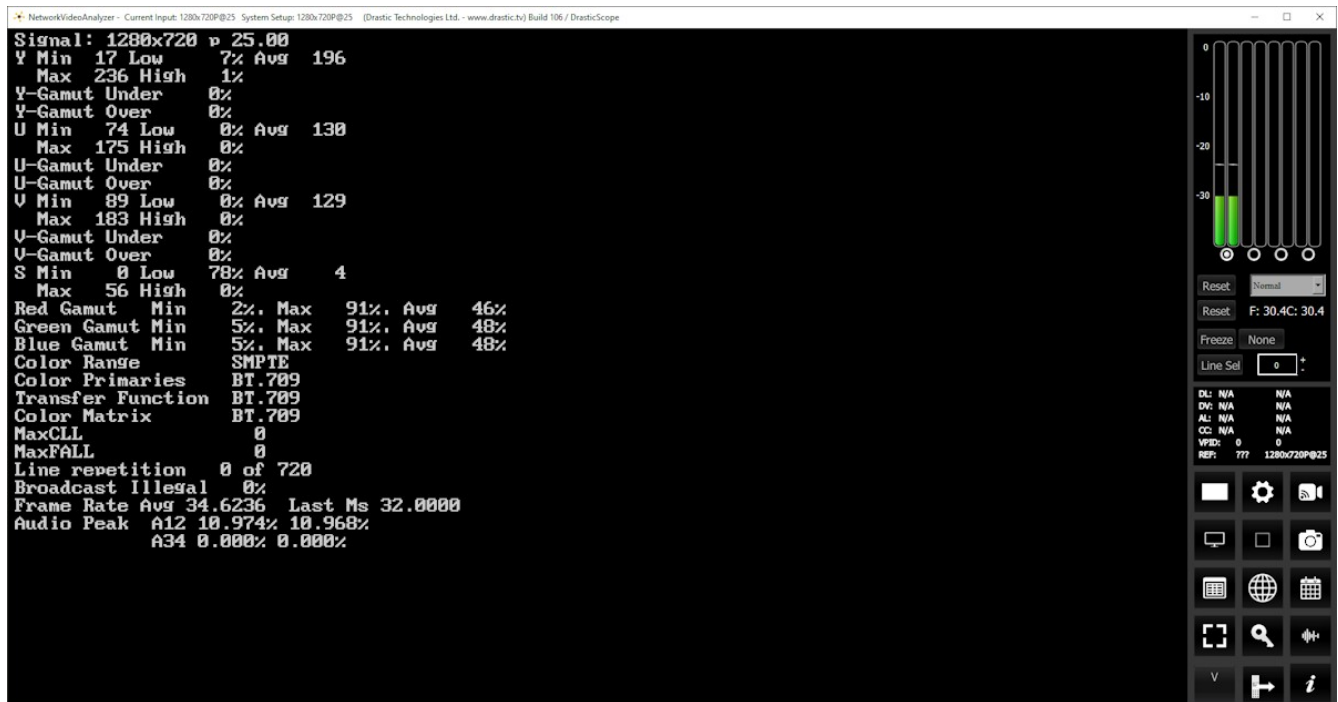 NetworkVideoAnalyzer - Current Input: 1280x720P@25 System Setup: 1280x720P@25 (Drastic Technologies Ltd. - www.drastic.tv) Build 106 / DrasticScope
Signal: 1280x720 p 25.00
Y Min 17 Low 7% Avg 196
Max 236 High 1%
Y-Gamut Under 0%
Y-Gamut Over 0%
U Min 74 Low 0% Avg 130
Max 175 High 0%
U-Gamut Under 0%
U-Gamut Over 0%
V Min 89 Low 0% Avg 129
Max 183 High 0%
V-Gamut Under 0%
V-Gamut Over 0%
S Min 0 Low 78% Avg 4
Max 56 High 0%
Red Gamut Min 2%. Max 91%. Avg 46%
Green Gamut Min 5%. Max 91%. Avg 48%
Blue Gamut Min 5%. Max 91%. Avg 48%
Color Range SMPTE
Color Primaries BT.709
Transfer Function BT.709
Color Matrix BT.709
MaxCLL 0
MaxFALL 0
Line repetition 0 of 720
Broadcast Illegal 0%
Frame Rate Avg 34.6236 Last Ms 32.0000
Audio Peak A12 10.974% 10.968%
A34 0.000% 0.000%
0
-10
-20
-30
Reset Normal
Reset F: 30.4C: 30.4
Freeze None
Line Sel 0 + -
DL: N/A N/A
DV: N/A N/A
AL: N/A N/A
CC: N/A N/A
VPID: 0 0
REF: ??? 1280x720P@25
V i